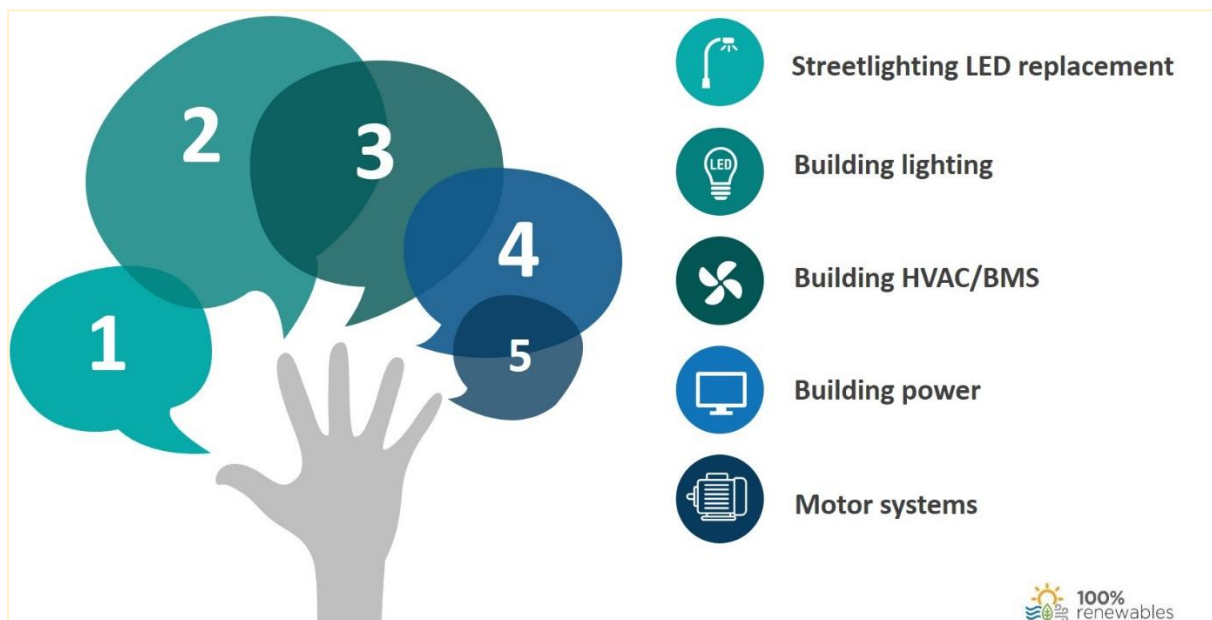 1
2
3
4
5
Streetlighting LED replacement
LED
Building lighting
Building HVAC/BMS
Building power
Motor systems
100%
renewables